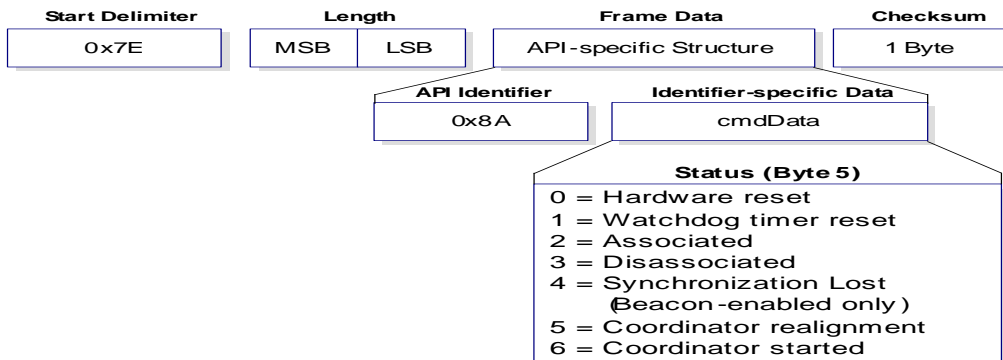 Start Delimiter Length Frame Data Checksum
0x7E MSB LSB API-specific Structure 1 Byte
API Identifier Identifier-specific Data
0x8A cmdData
Status (Byte 5)
0 = Hardware reset
1 = Watchdog timer reset
2 = Associated
3 = Disassociated
4 = Synchronization Lost
(Beacon-enabled only)
5 = Coordinator realignment
6 = Coordinator started